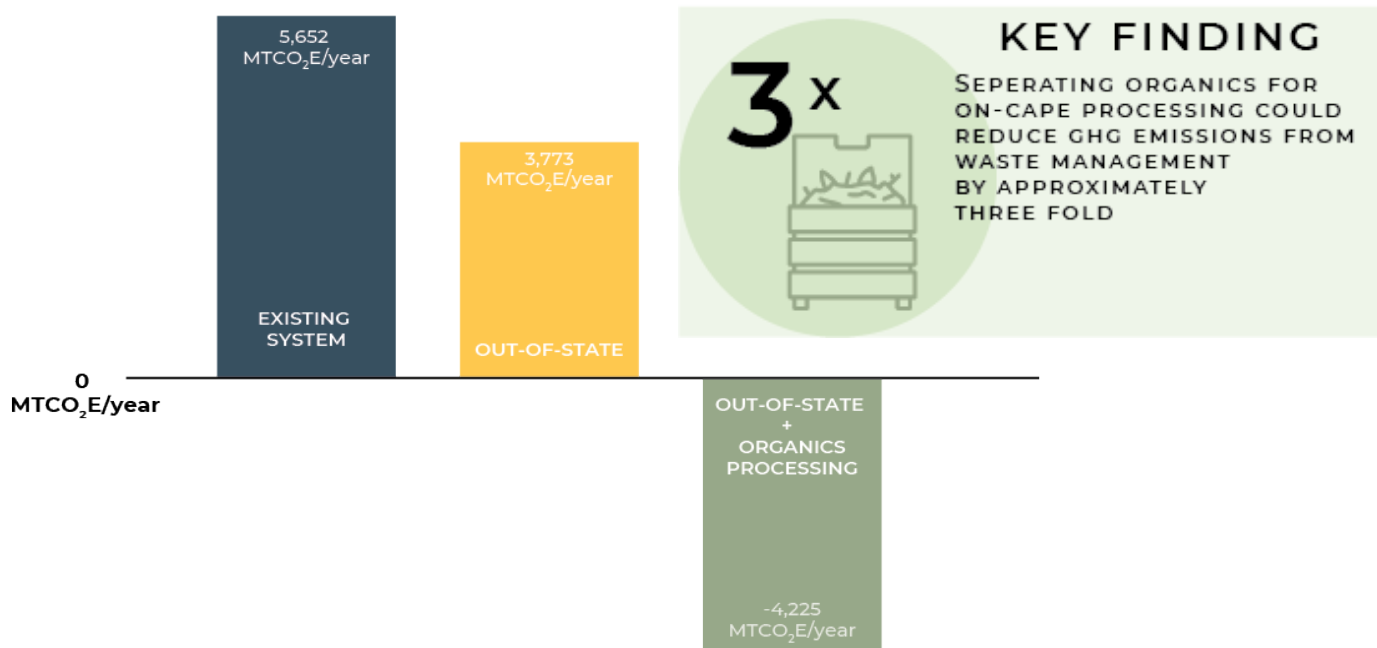 5,652
MTCO₂E/year
EXISTING
SYSTEM
3,773
MTCO₂E/year
OUT-OF-STATE
0
MTCO₂E/year
OUT-OF-STATE
+
ORGANICS
PROCESSING
-4,225
MTCO₂E/year
KEY FINDING
3 x
SEPERATING ORGANICS FOR
ON-CAPE PROCESSING COULD
REDUCE GHG EMISSIONS FROM
WASTE MANAGEMENT
BY APPROXIMATELY
THREE FOLD